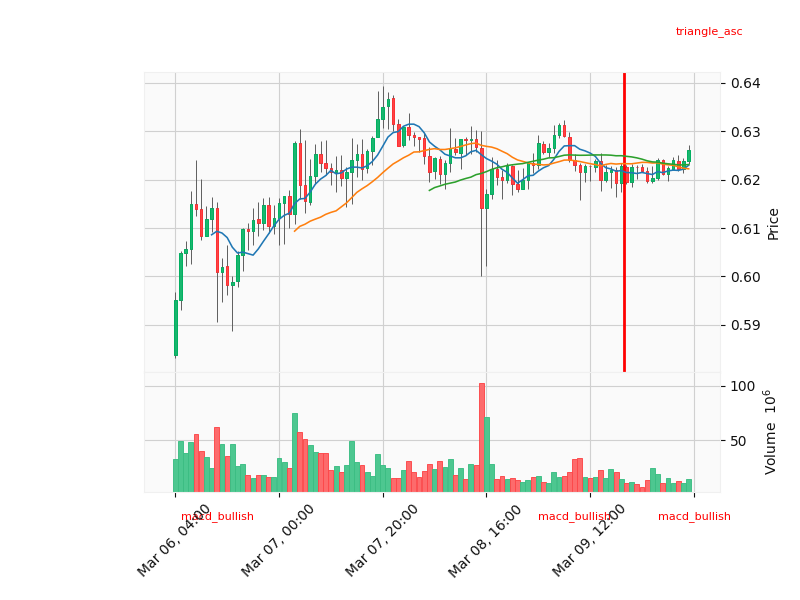 triangle_asc
0.64
0.63
0.62
0.61
0.60
0.59
Price
100
50
Volume 10^6
macd_bullish
macd_bullish
macd_bullish
Mar 06, 04:00
Mar 07, 00:00
Mar 07, 20:00
Mar 08, 16:00
Mar 09, 12:00